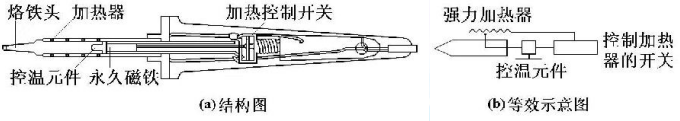 烙铁头 加热器 加热控制开关
控温元件 永久磁铁
(a)结构图
强力加热器
控制加热器的开关
控温元件
(b)等效示意图